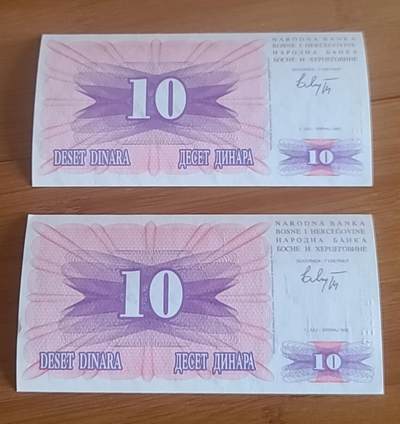 NARODNA BANKA
BOSNE I HERCEGOVINE
НАРОДНА БАНКА
БОСНЕ И ХЕРЦЕГОВИНЕ
10
DESET DINARA ДЕСЕТ ДИНАРА
10
NARODNA BANKA
BOSNE I HERCEGOVINE
НАРОДНА БАНКА
БОСНЕ И ХЕРЦЕГОВИНЕ
10
DESET DINARA ДЕСЕТ ДИНАРА
10